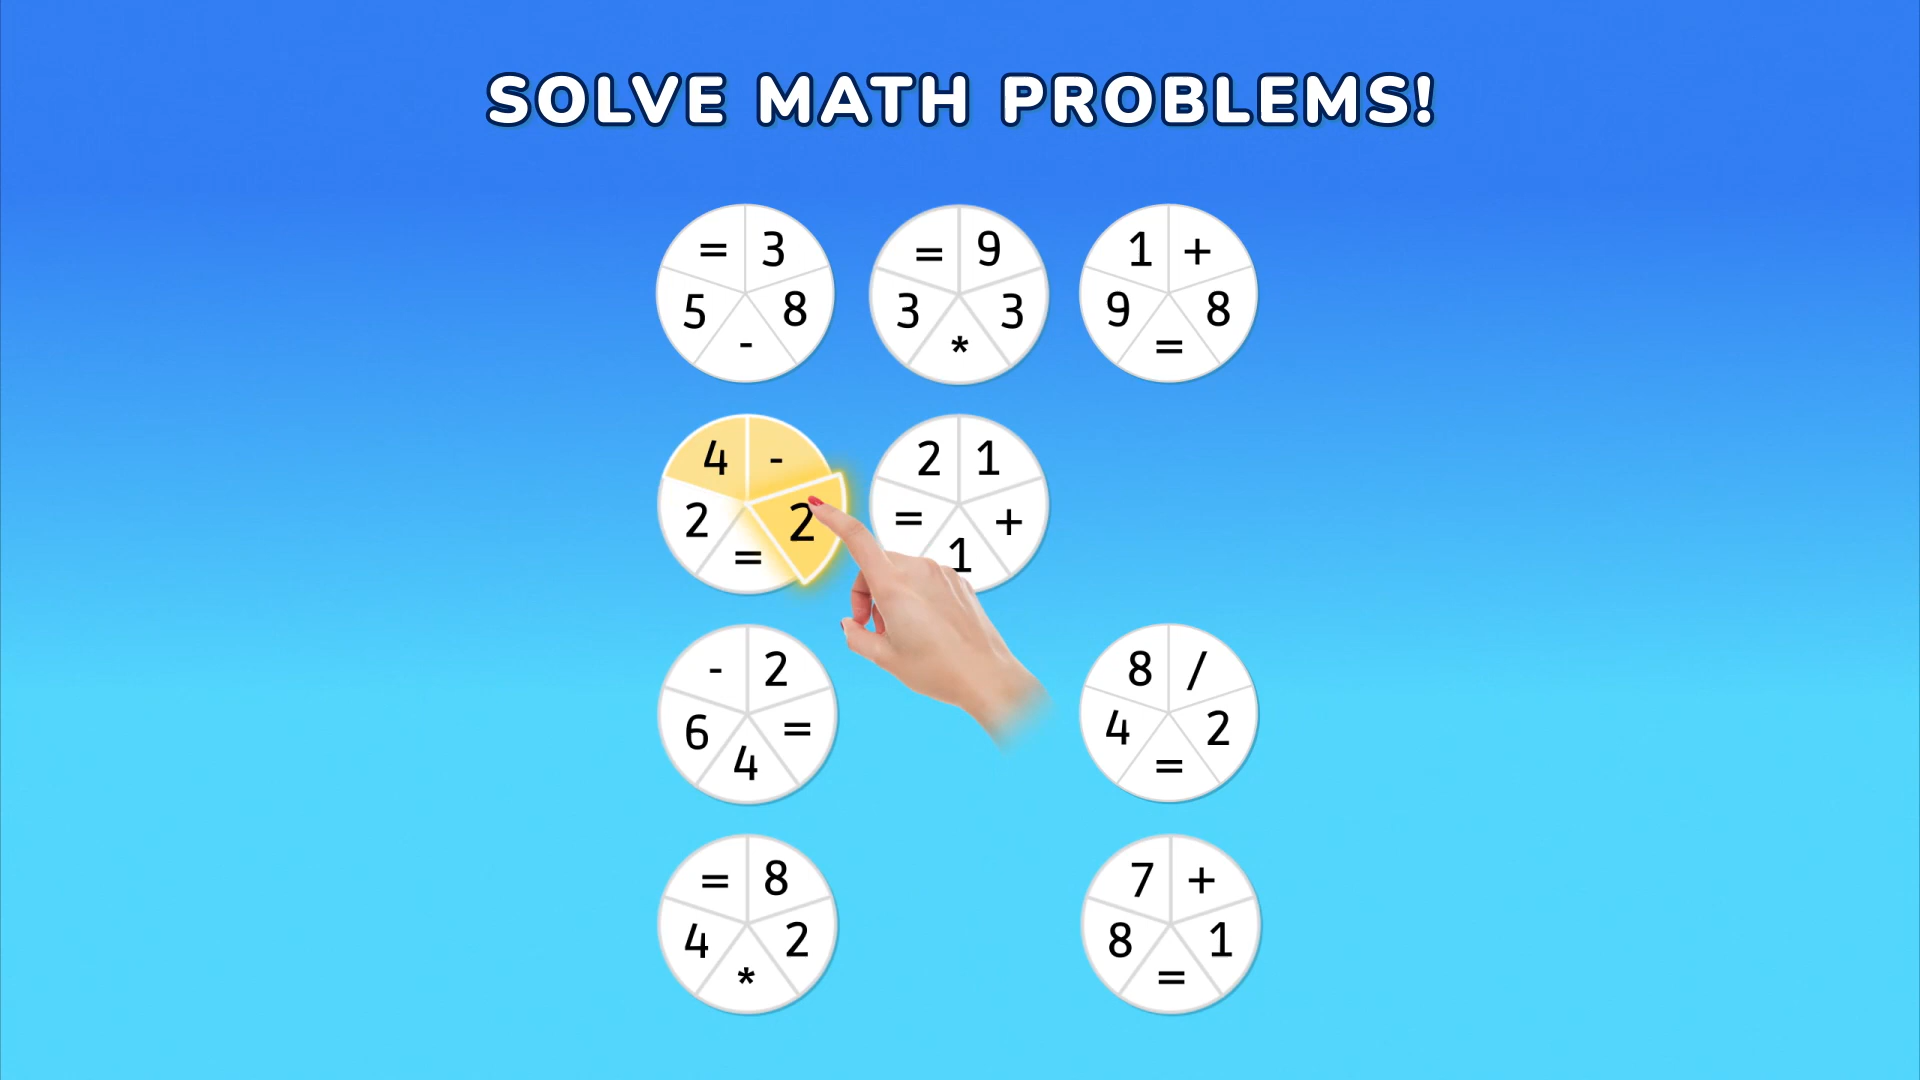 SOLVE MATH PROBLEMS!
= 3 8 - 5
= 9 3 * 3
1 + 8 = 9
4 - 2 = 2
2 1 + 1 =
- 2 = 4 6
8 / 2 = 4
= 8 2 * 4
7 + 1 = 8